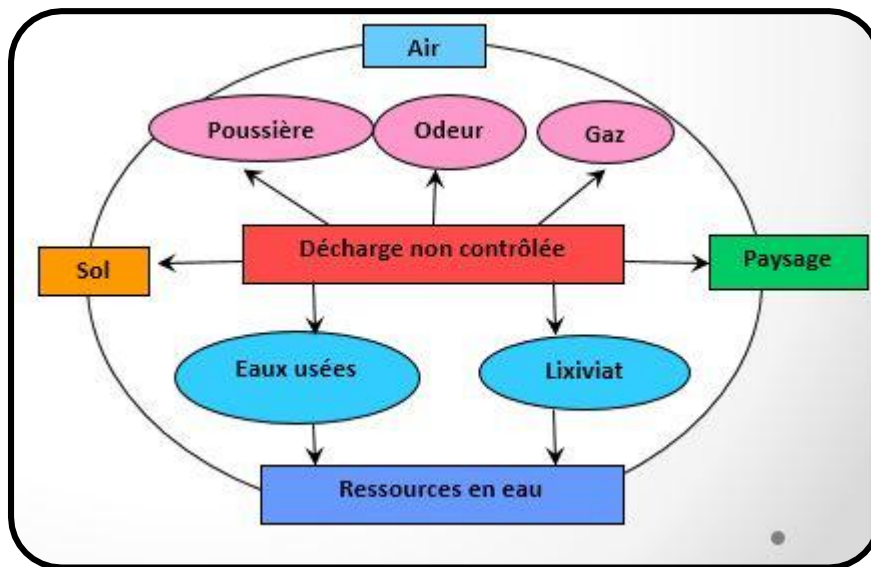 Air
Poussière
Odeur
Gaz
Décharge non contrôlée
Sol
Paysage
Eaux usées
Lixiviat
Ressources en eau